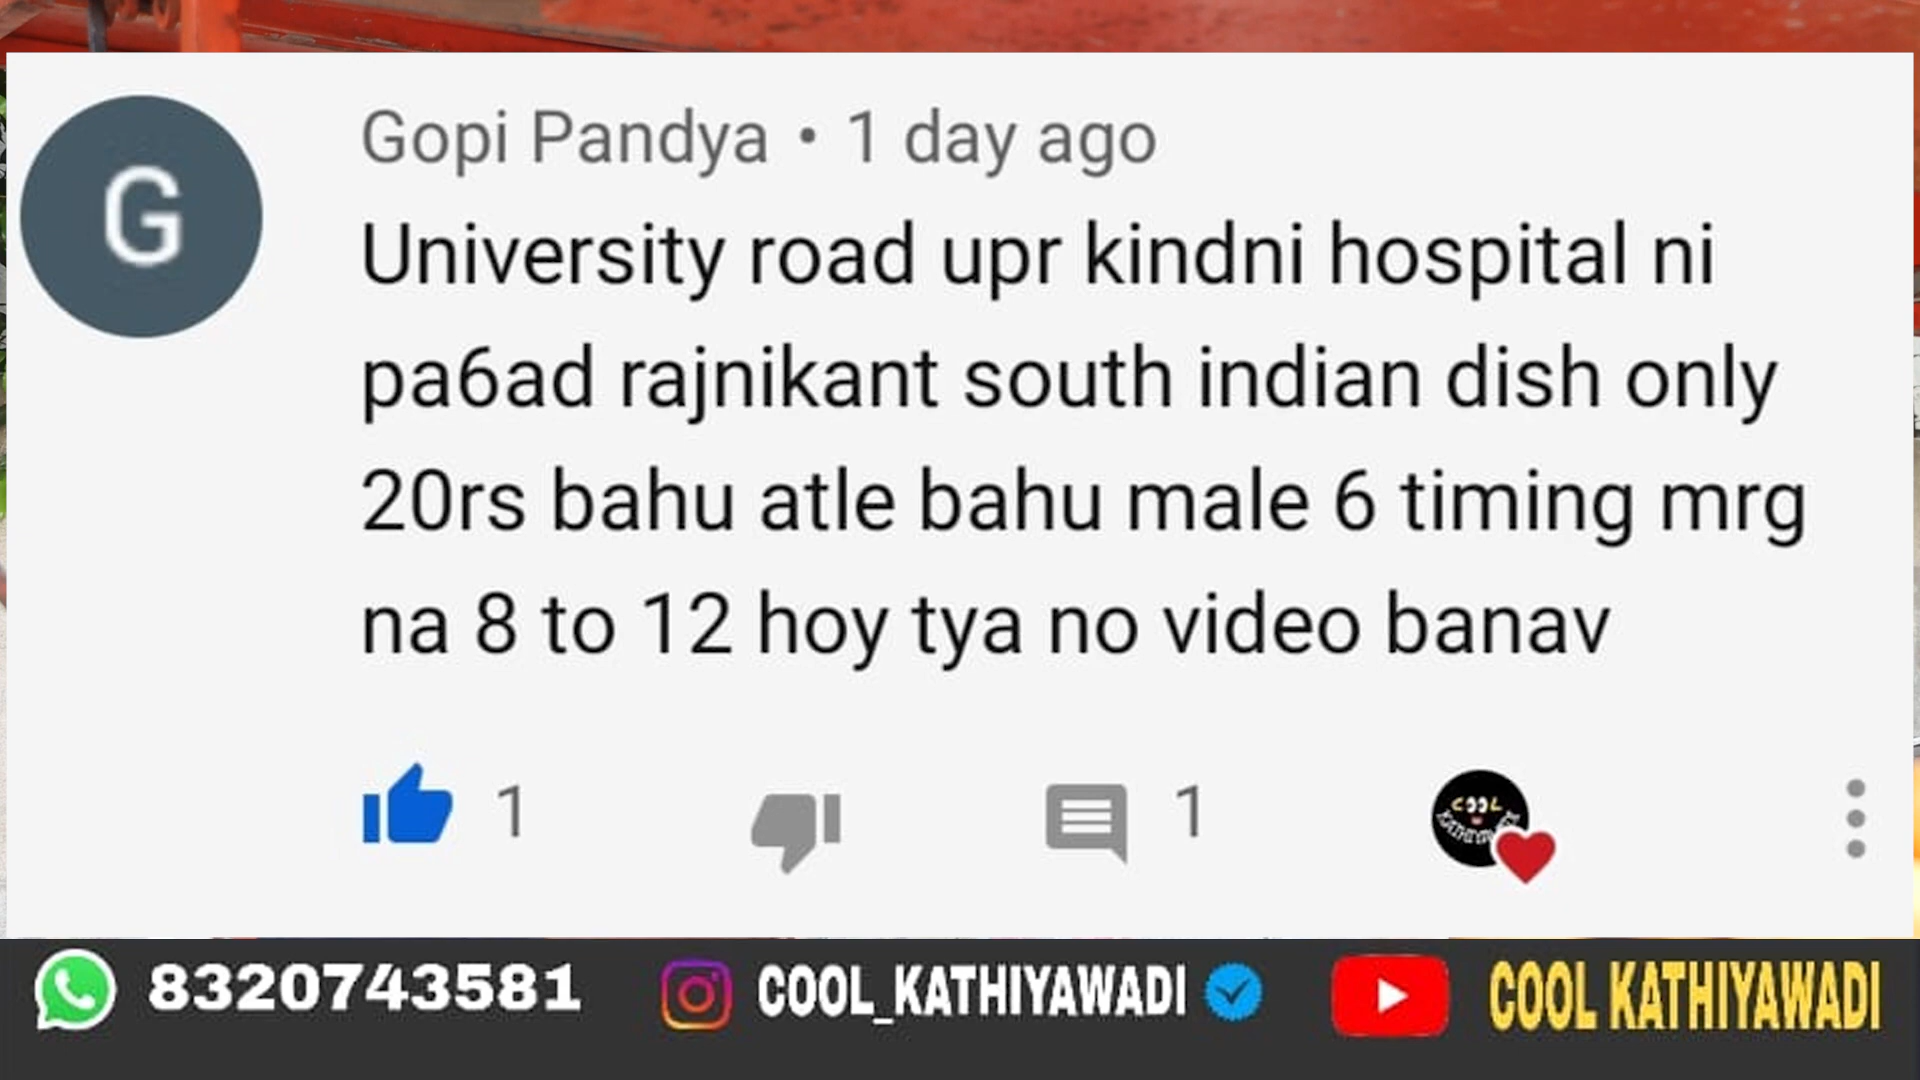 G
Gopi Pandya • 1 day ago
University road upr kindni hospital ni
pa6ad rajnikant south indian dish only
20rs bahu atle bahu male 6 timing mrg
na 8 to 12 hoy tya no video banav
1
1
COOL
KATHIYAWADI
8320743581
COOL_KATHIYAWADI
COOL KATHIYAWADI